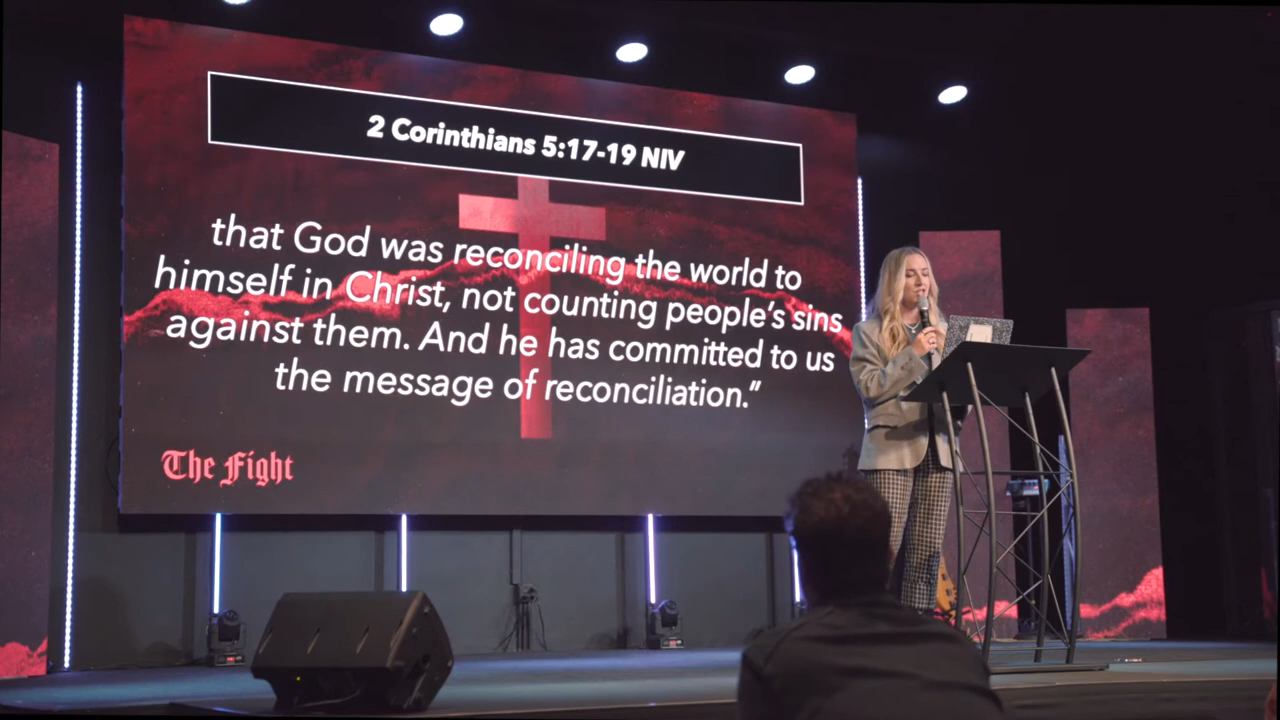 2 Corinthians 5:17-19 NIV
that God was reconciling the world to
himself in Christ, not counting people's sins
against them. And he has committed to us
the message of reconciliation.”
The Fight